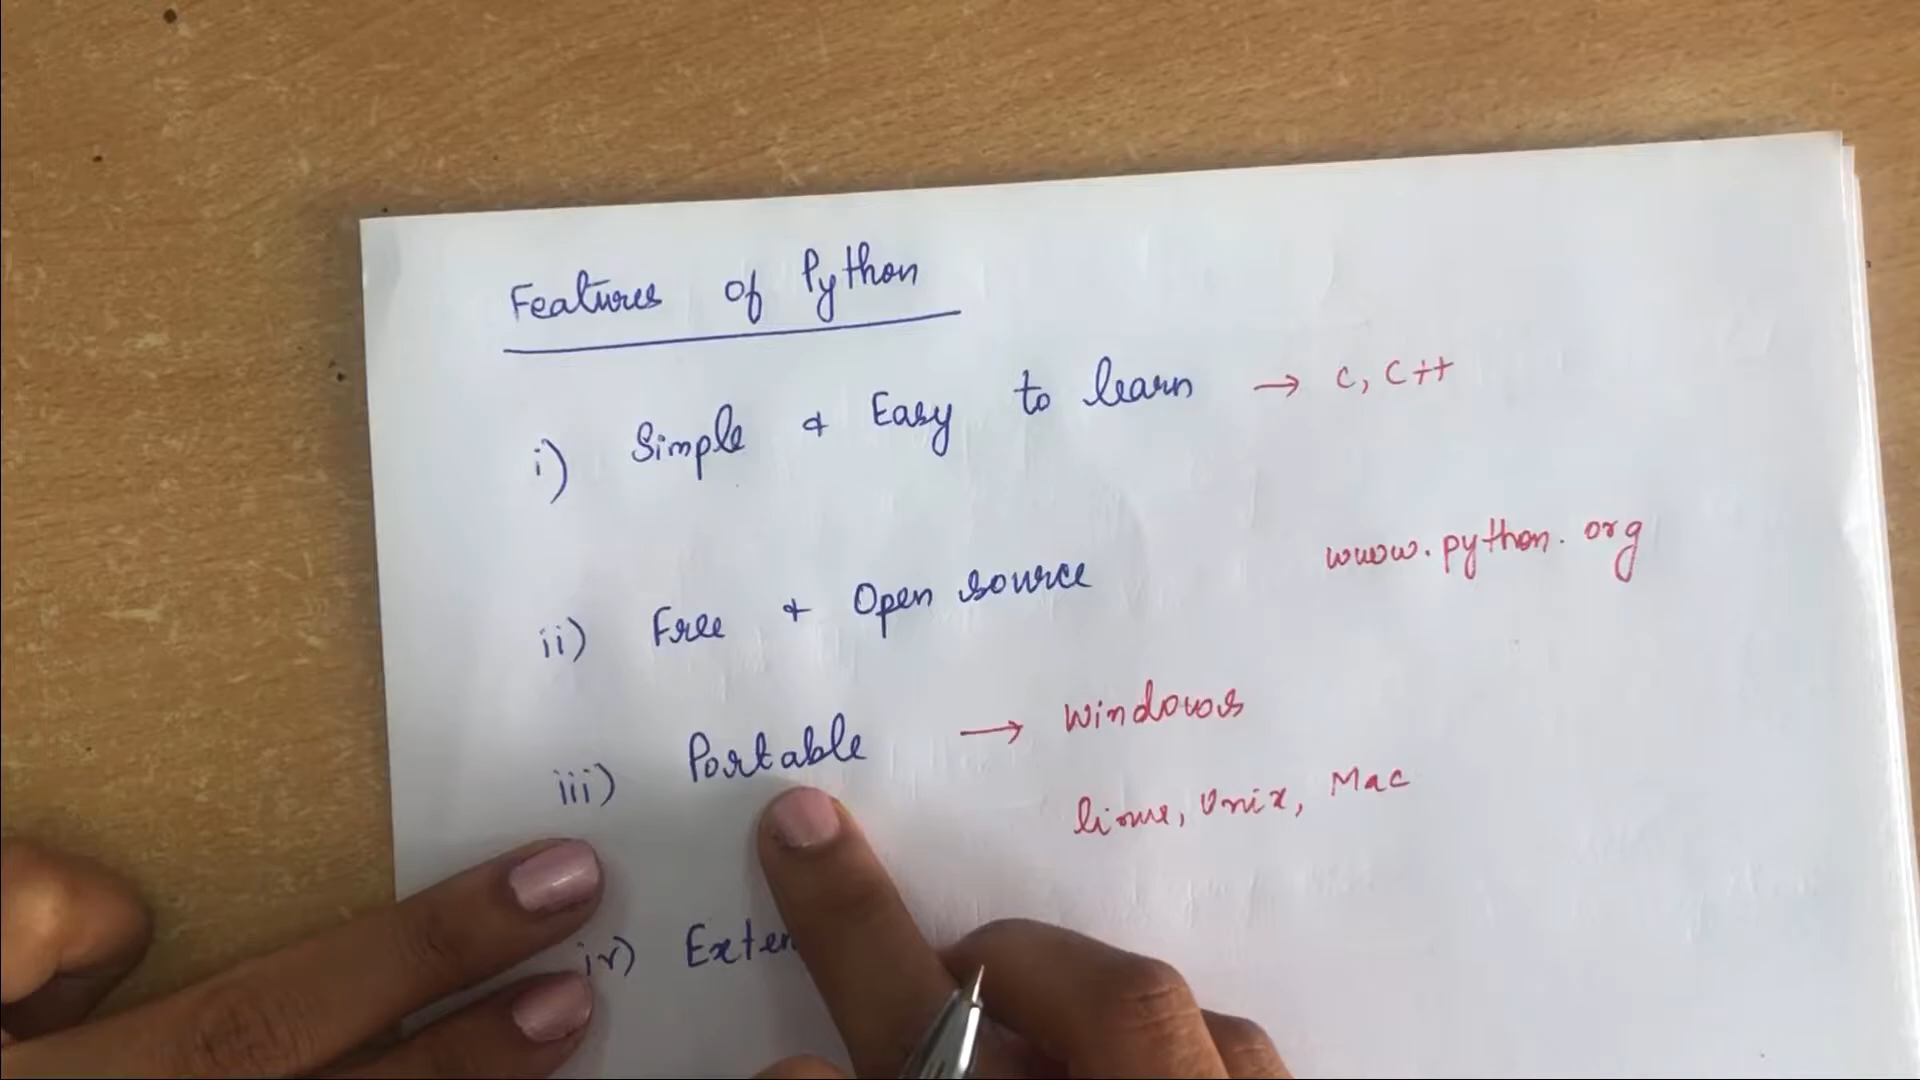 Features of Python
i) Simple & Easy to learn → C, C++
www.python.org
ii) Free & Open source
iii) Portable → Windows
Unix, Mac
iv) Exten